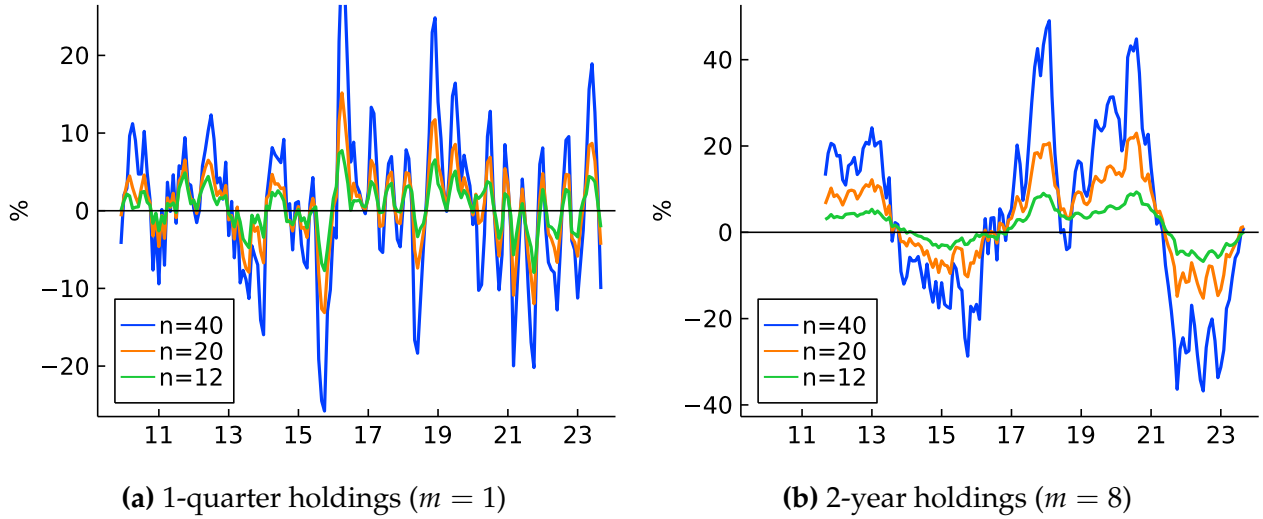 20
10
0
−10
−20
%
n=40
n=20
n=12
11 13 15 17 19 21 23
(a) 1-quarter holdings (m = 1)
40
20
0
−20
−40
%
n=40
n=20
n=12
11 13 15 17 19 21 23
(b) 2-year holdings (m = 8)